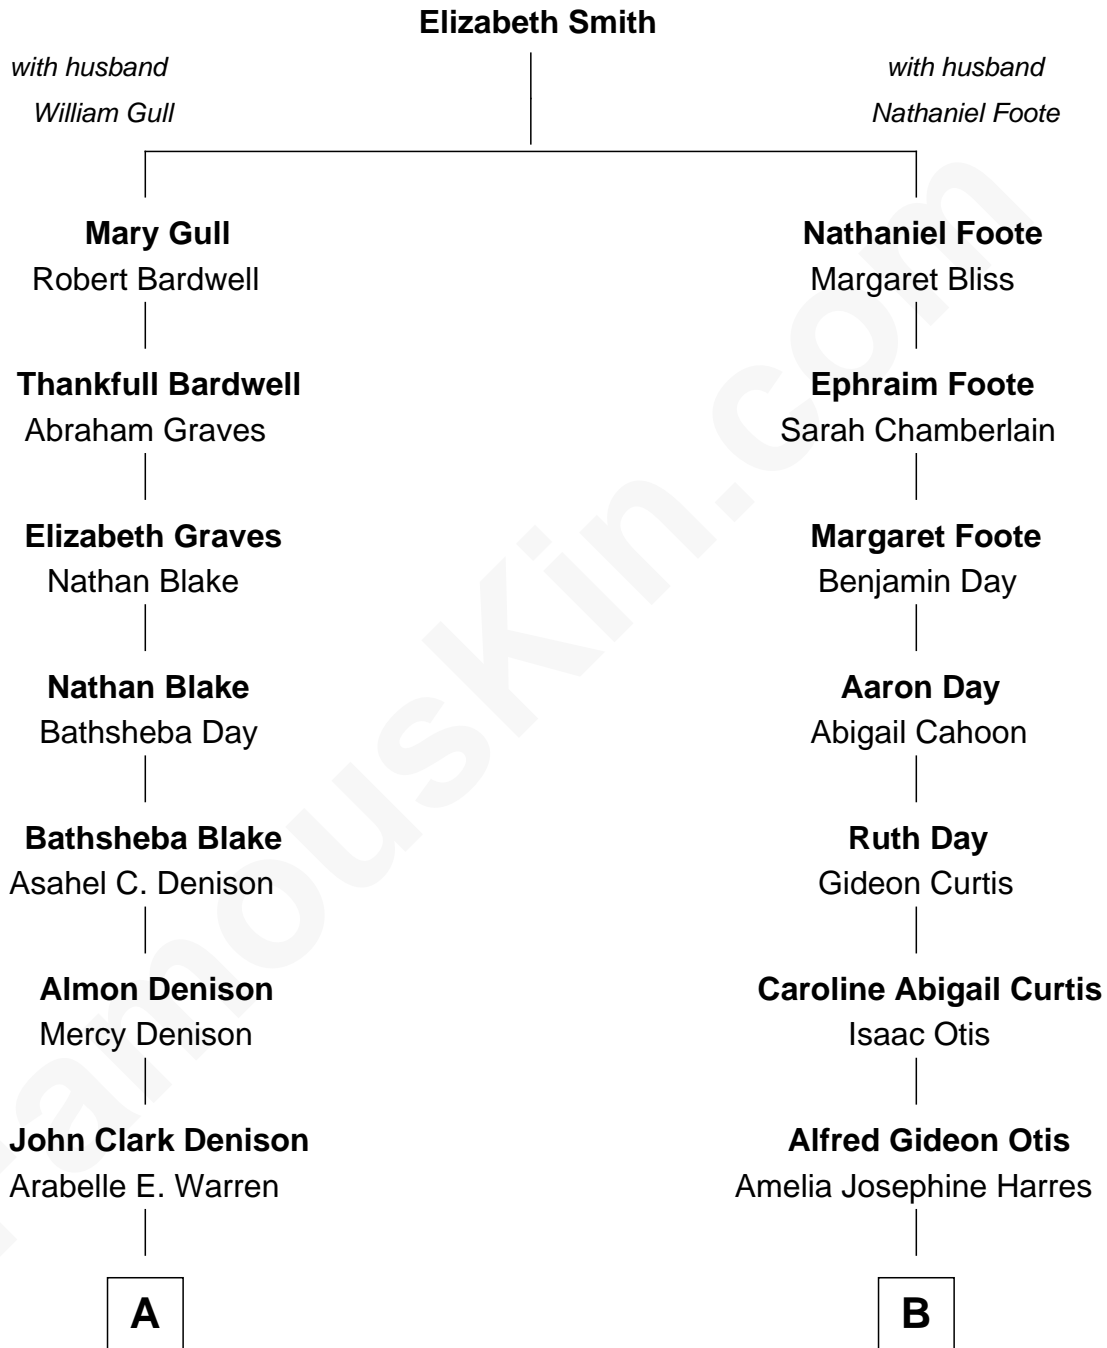 Elizabeth Smith
with husband
William Gull
with husband
Nathaniel Foote
Mary Gull
Robert Bardwell
Nathaniel Foote
Margaret Bliss
Thankfull Bardwell
Abraham Graves
Ephraim Foote
Sarah Chamberlain
Elizabeth Graves
Nathan Blake
Margaret Foote
Benjamin Day
Nathan Blake
Bathsheba Day
Aaron Day
Abigail Cahoon
Bathsheba Blake
Asahel C. Denison
Ruth Day
Gideon Curtis
Almon Denison
Mercy Denison
Caroline Abigail Curtis
Isaac Otis
John Clark Denison
Arabelle E. Warren
Alfred Gideon Otis
Amelia Josephine Harres
A
B
FamousKin.com